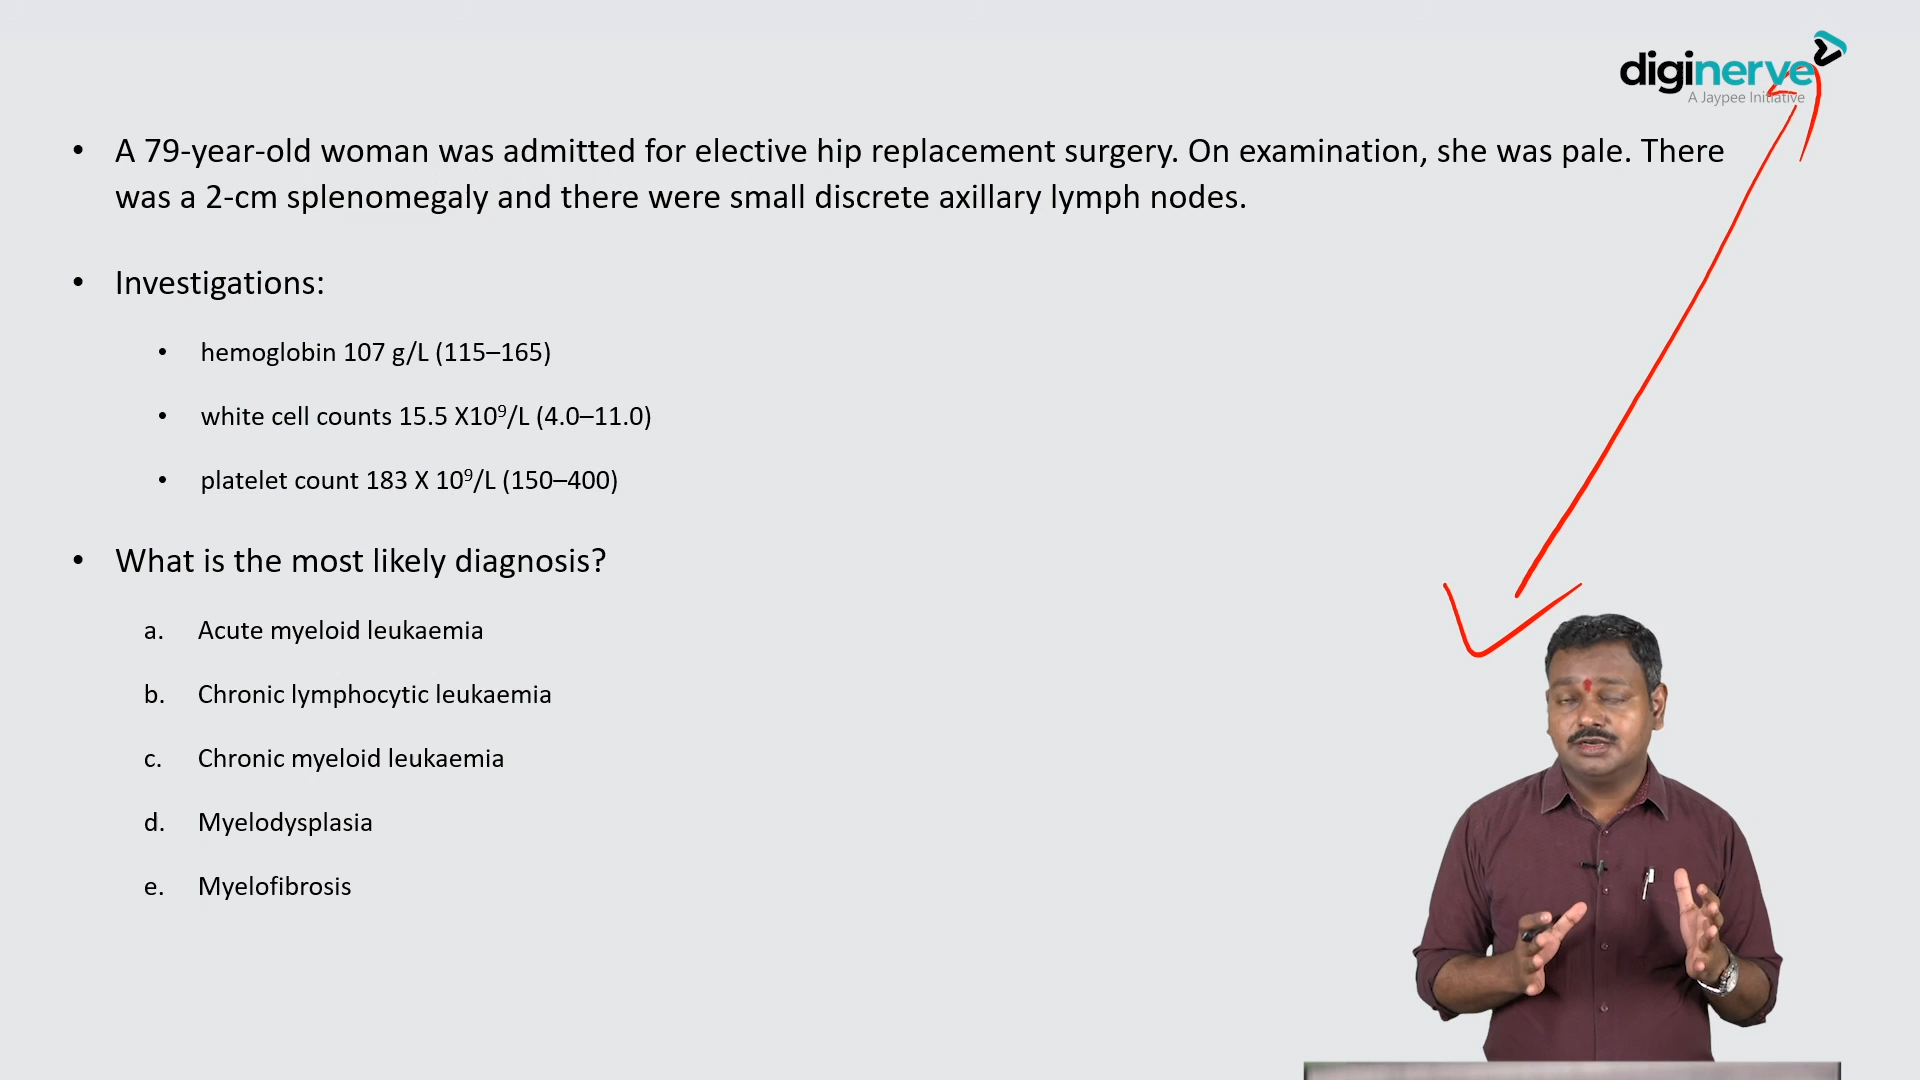 diginerve
A Jaypee Initiative
• A 79-year-old woman was admitted for elective hip replacement surgery. On examination, she was pale. There
was a 2-cm splenomegaly and there were small discrete axillary lymph nodes.
• Investigations:
• hemoglobin 107 g/L (115–165)
• white cell counts 15.5 X10⁹/L (4.0–11.0)
• platelet count 183 X 10⁹/L (150–400)
• What is the most likely diagnosis?
a. Acute myeloid leukaemia
b. Chronic lymphocytic leukaemia
c. Chronic myeloid leukaemia
d. Myelodysplasia
e. Myelofibrosis